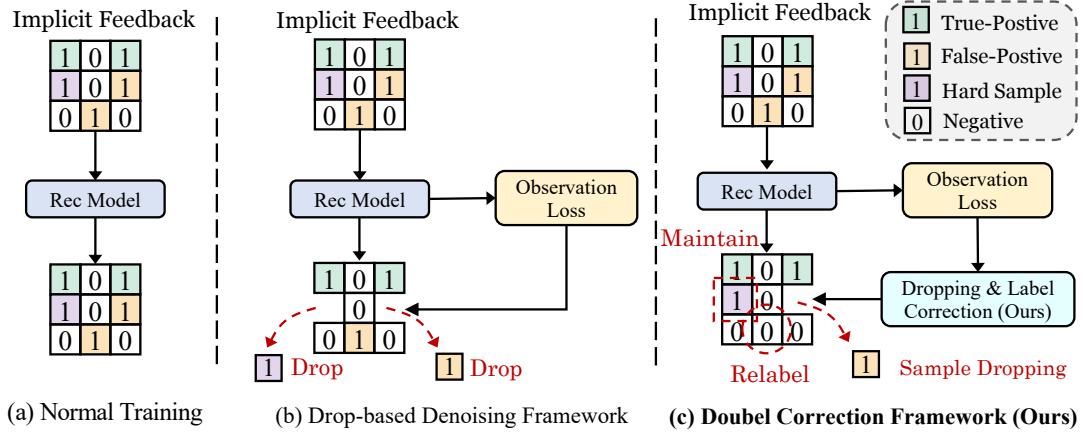 Implicit Feedback
1 0 1
1 0 1
0 1 0
Rec Model
1 0 1
1 0 1
0 1 0
(a) Normal Training
Implicit Feedback
1 0 1
1 0 1
0 1 0
Rec Model
Observation
Loss
1 0 1
0
0 1 0
1 Drop
1 Drop
(b) Drop-based Denoising Framework
Implicit Feedback
1 0 1
1 0 1
0 1 0
1 True-Postive
1 False-Postive
1 Hard Sample
0 Negative
Rec Model
Observation
Loss
Maintain
1 0 1
1 0
0 0 0
Dropping & Label
Correction (Ours)
Relabel
1 Sample Dropping
(c) Doubel Correction Framework (Ours)